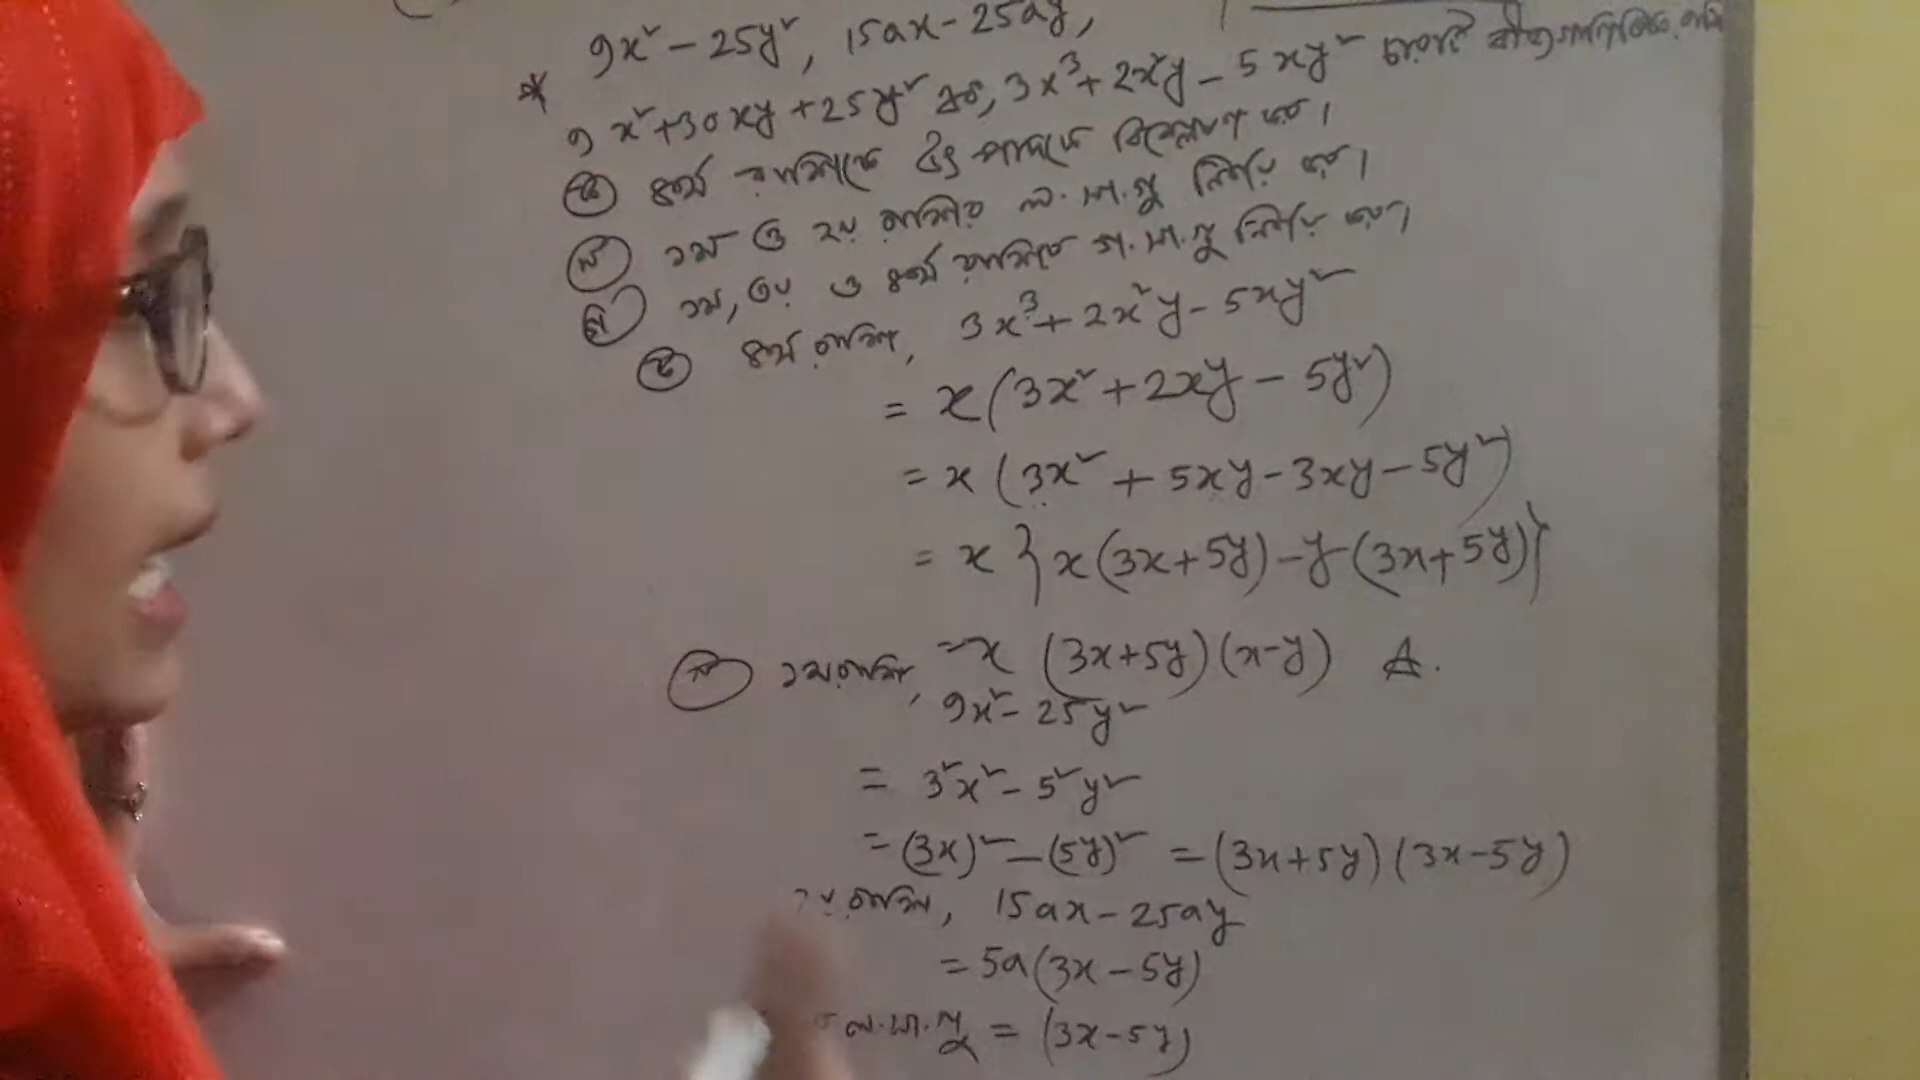 * 9x² - 25y², 15ax - 25ay,
9x² + 30xy + 25y² এবং, 3x³ + 2x²y - 5xy² চারটি বীজগাণিতিক রাশি
ক ৪র্থ রাশিকে উৎপাদকে বিশ্লেষণ কর।
খ ১ম ও ২য় রাশির ল.সা.গু নির্ণয় কর।
গ ১ম, ৩য় ও ৪র্থ রাশির গ.সা.গু নির্ণয় কর।
ক ৪র্থ রাশি, 3x³ + 2x²y - 5xy²
= x(3x² + 2xy - 5y²)
= x (3x² + 5xy - 3xy - 5y²)
= x {x(3x+5y) - y(3x+5y)}
= x (3x+5y)(x-y) A.
খ ১ম রাশি, 9x² - 25y²
= 3²x² - 5²y²
= (3x)² - (5y)² = (3x+5y)(3x-5y)
২য় রাশি, 15ax - 25ay
= 5a(3x - 5y)
ল.সা.গু = (3x-5y)